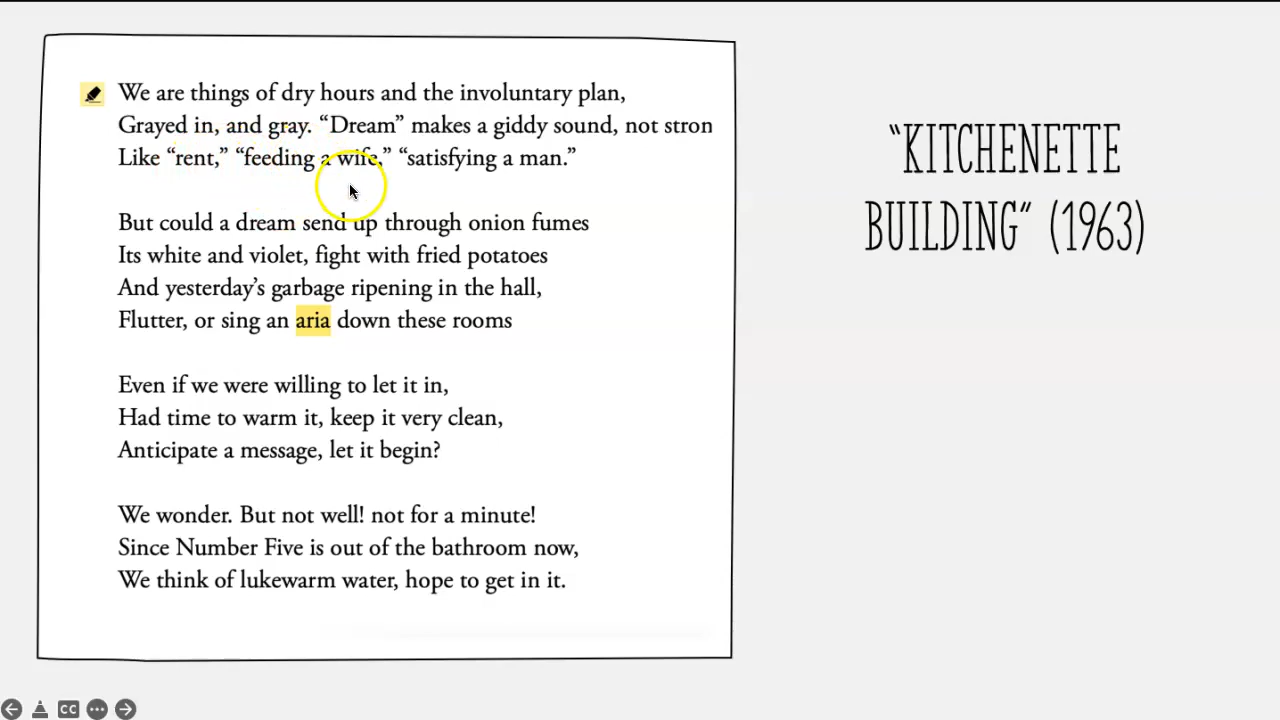 We are things of dry hours and the involuntary plan,
Grayed in, and gray. “Dream” makes a giddy sound, not stron
Like “rent,” “feeding a wife,” “satisfying a man.”
But could a dream send up through onion fumes
Its white and violet, fight with fried potatoes
And yesterday’s garbage ripening in the hall,
Flutter, or sing an aria down these rooms
Even if we were willing to let it in,
Had time to warm it, keep it very clean,
Anticipate a message, let it begin?
We wonder. But not well! not for a minute!
Since Number Five is out of the bathroom now,
We think of lukewarm water, hope to get in it.
“KITCHENETTE
BUILDING” (1963)
CC